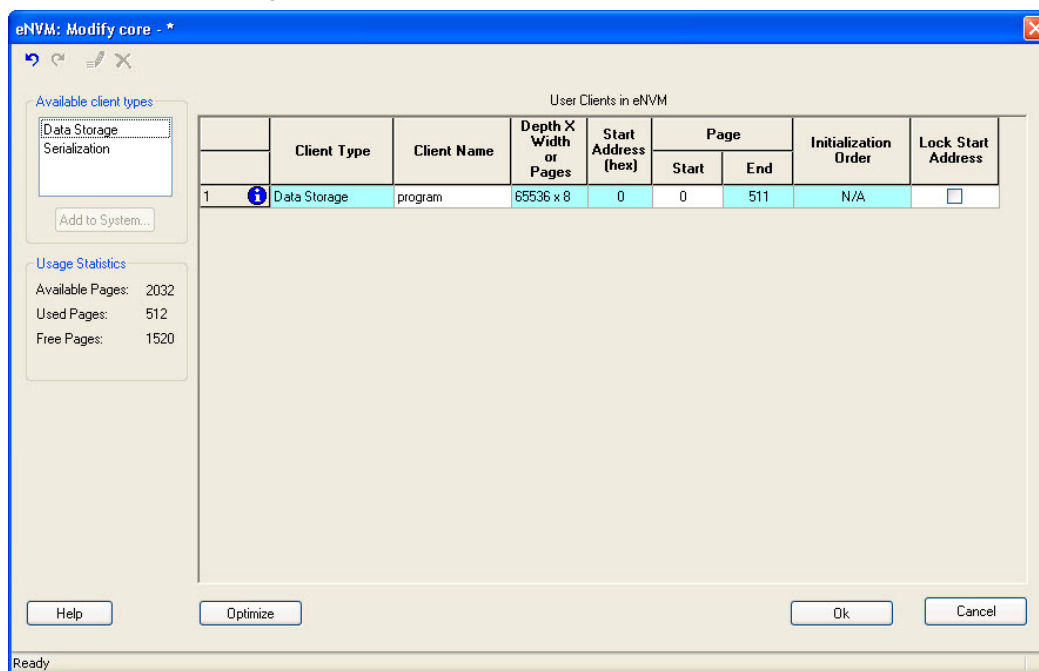 eNVM: Modify core - *
Available client types
Data Storage
Serialization
Add to System...
Usage Statistics
Available Pages: 2032
Used Pages: 512
Free Pages: 1520
User Clients in eNVM
Client Type
Client Name
Depth X
Width
or
Pages
Start
Address
(hex)
Page
Start End
Initialization
Order
Lock Start
Address
1 Data Storage program 65536 x 8 0 0 511 N/A
Help Optimize Ok Cancel
Ready